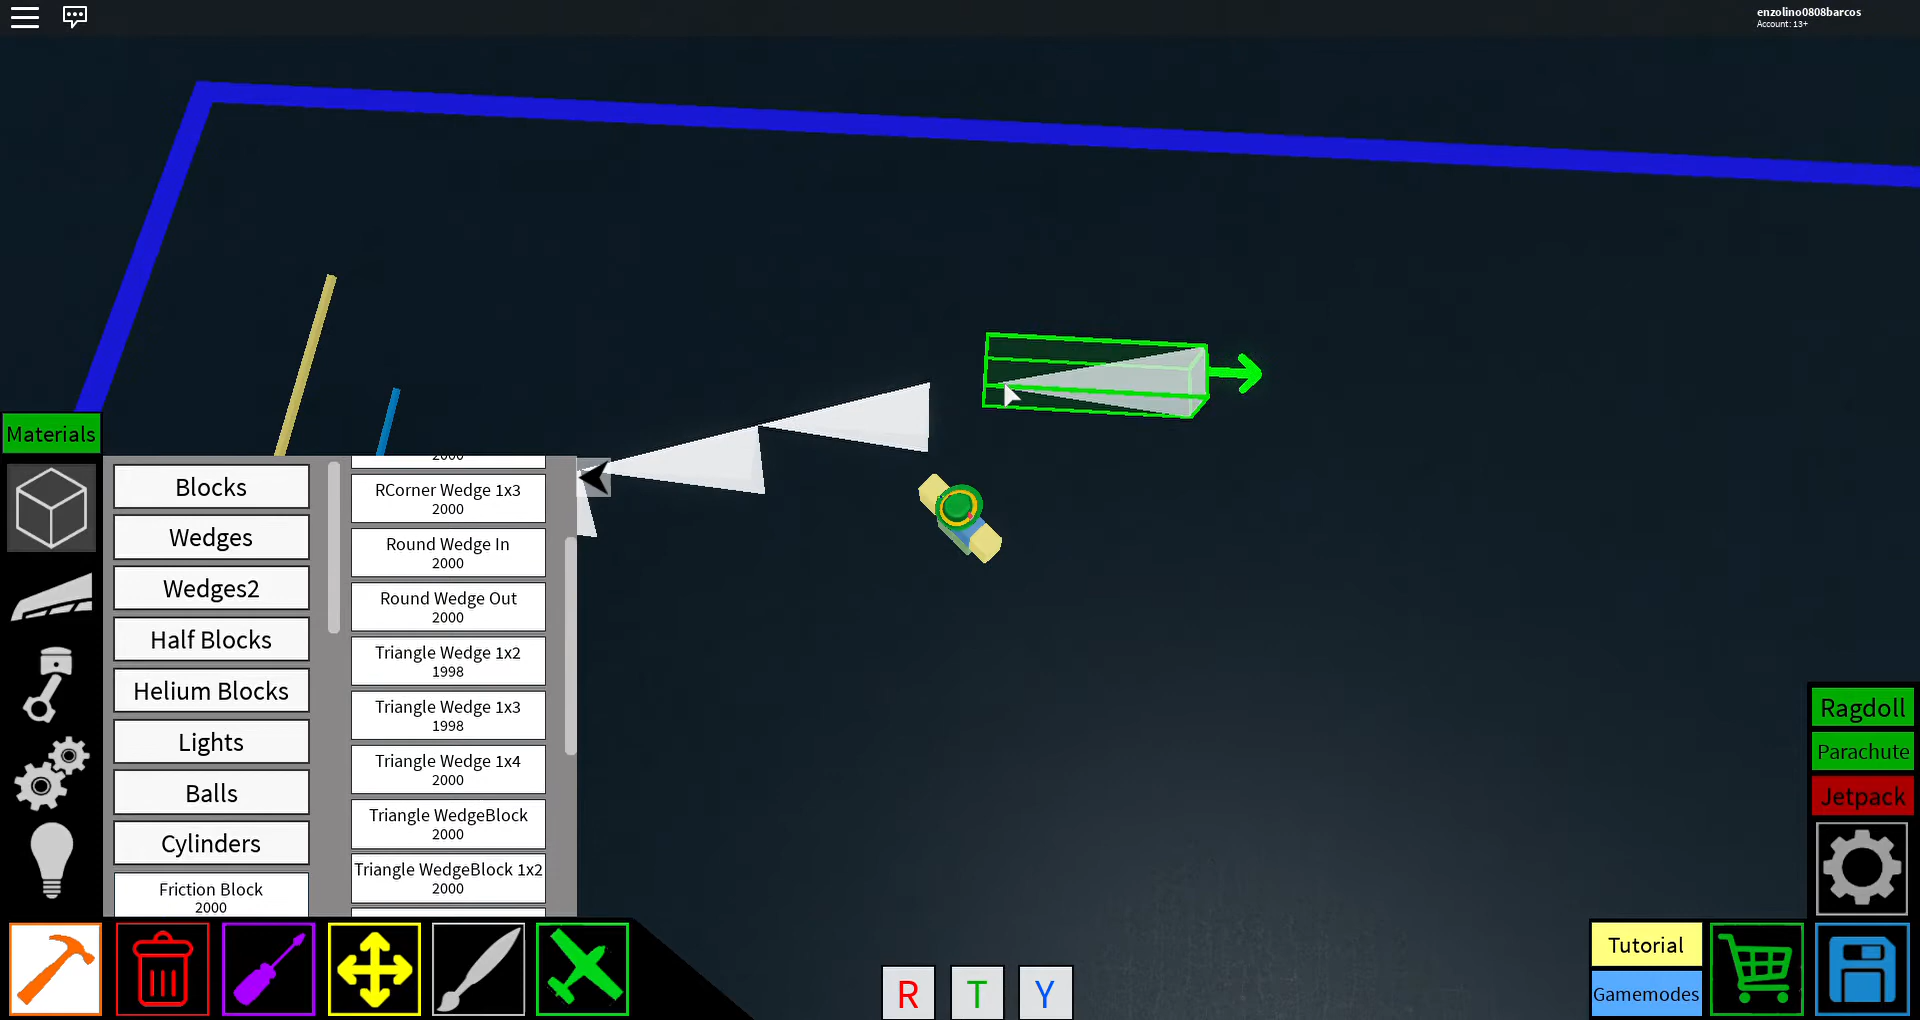 enzolino0808barcos
Account: 13+
Materials
Blocks
Wedges
Wedges2
Half Blocks
Helium Blocks
Lights
Balls
Cylinders
Friction Block
2000
2000
RCorner Wedge 1x3
2000
Round Wedge In
2000
Round Wedge Out
2000
Triangle Wedge 1x2
1998
Triangle Wedge 1x3
1998
Triangle Wedge 1x4
2000
Triangle WedgeBlock
2000
Triangle WedgeBlock 1x2
2000
Ragdoll
Parachute
Jetpack
R T Y
Tutorial
Gamemodes